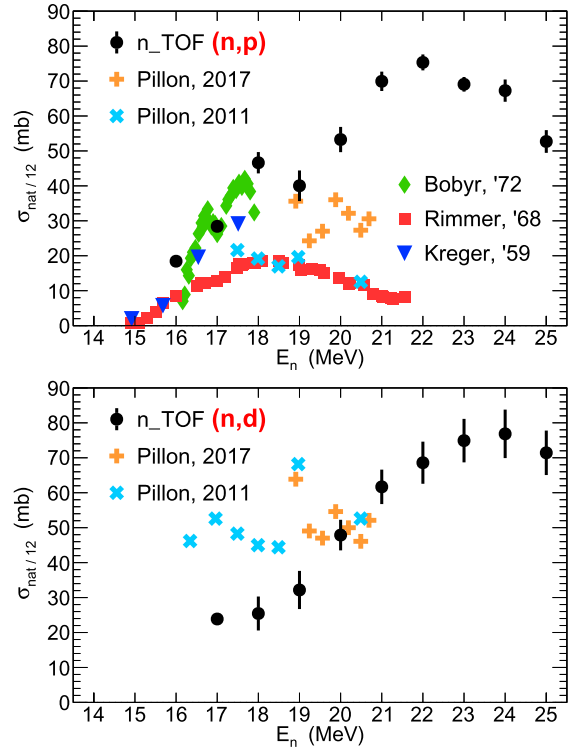 90
80
70
60
50
40
30
20
10
0
σnat / 12 (mb)
n_TOF (n,p)
Pillon, 2017
Pillon, 2011
Bobyr, '72
Rimmer, '68
Kreger, '59
14 15 16 17 18 19 20 21 22 23 24 25
En (MeV)
90
80
70
60
50
40
30
20
10
0
σnat / 12 (mb)
n_TOF (n,d)
Pillon, 2017
Pillon, 2011
14 15 16 17 18 19 20 21 22 23 24 25
En (MeV)